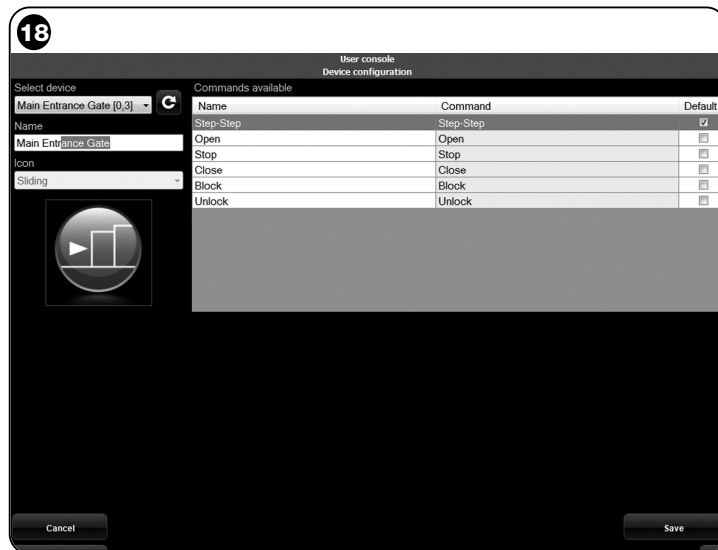 18
User console
Device configuration
Select device
Main Entrance Gate [0,3]
Name
Main Entrance Gate
Icon
Sliding
Commands available
Name Command Default
Step-Step Step-Step
Open Open
Stop Stop
Close Close
Block Block
Unlock Unlock
Cancel Save